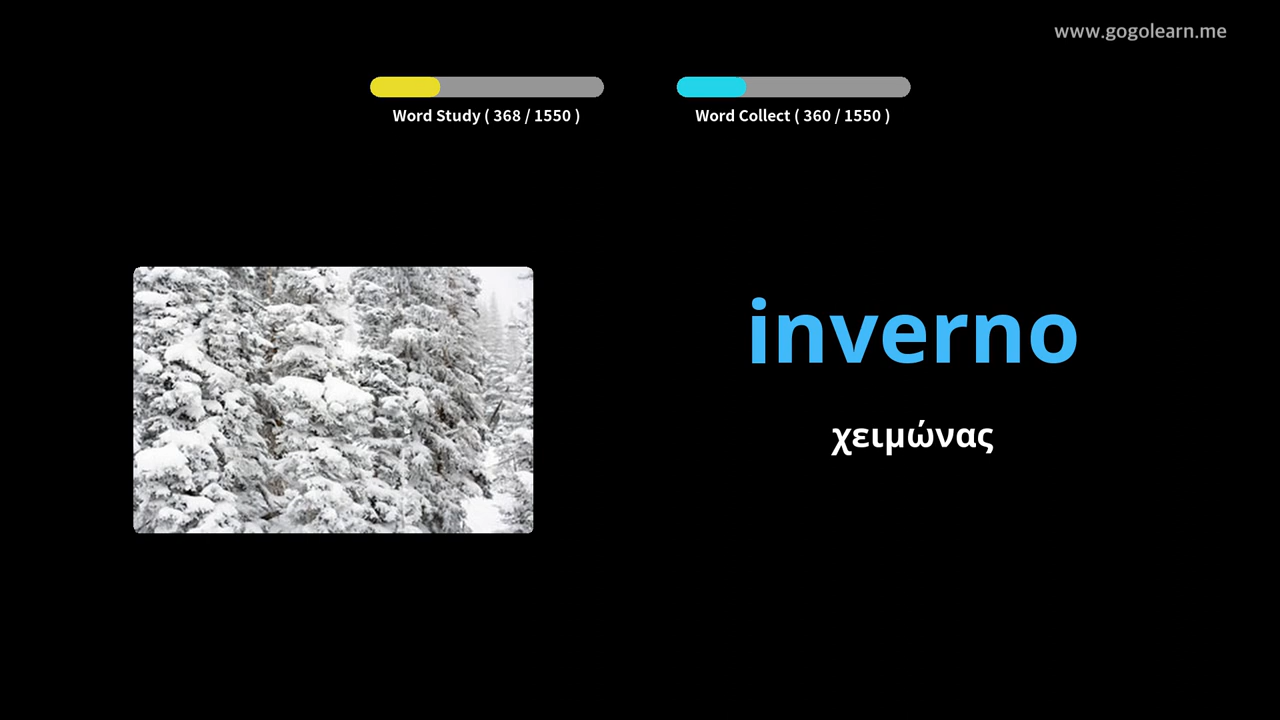 www.gogolearn.me
Word Study ( 368 / 1550 )
Word Collect ( 360 / 1550 )
inverno
χειμώνας